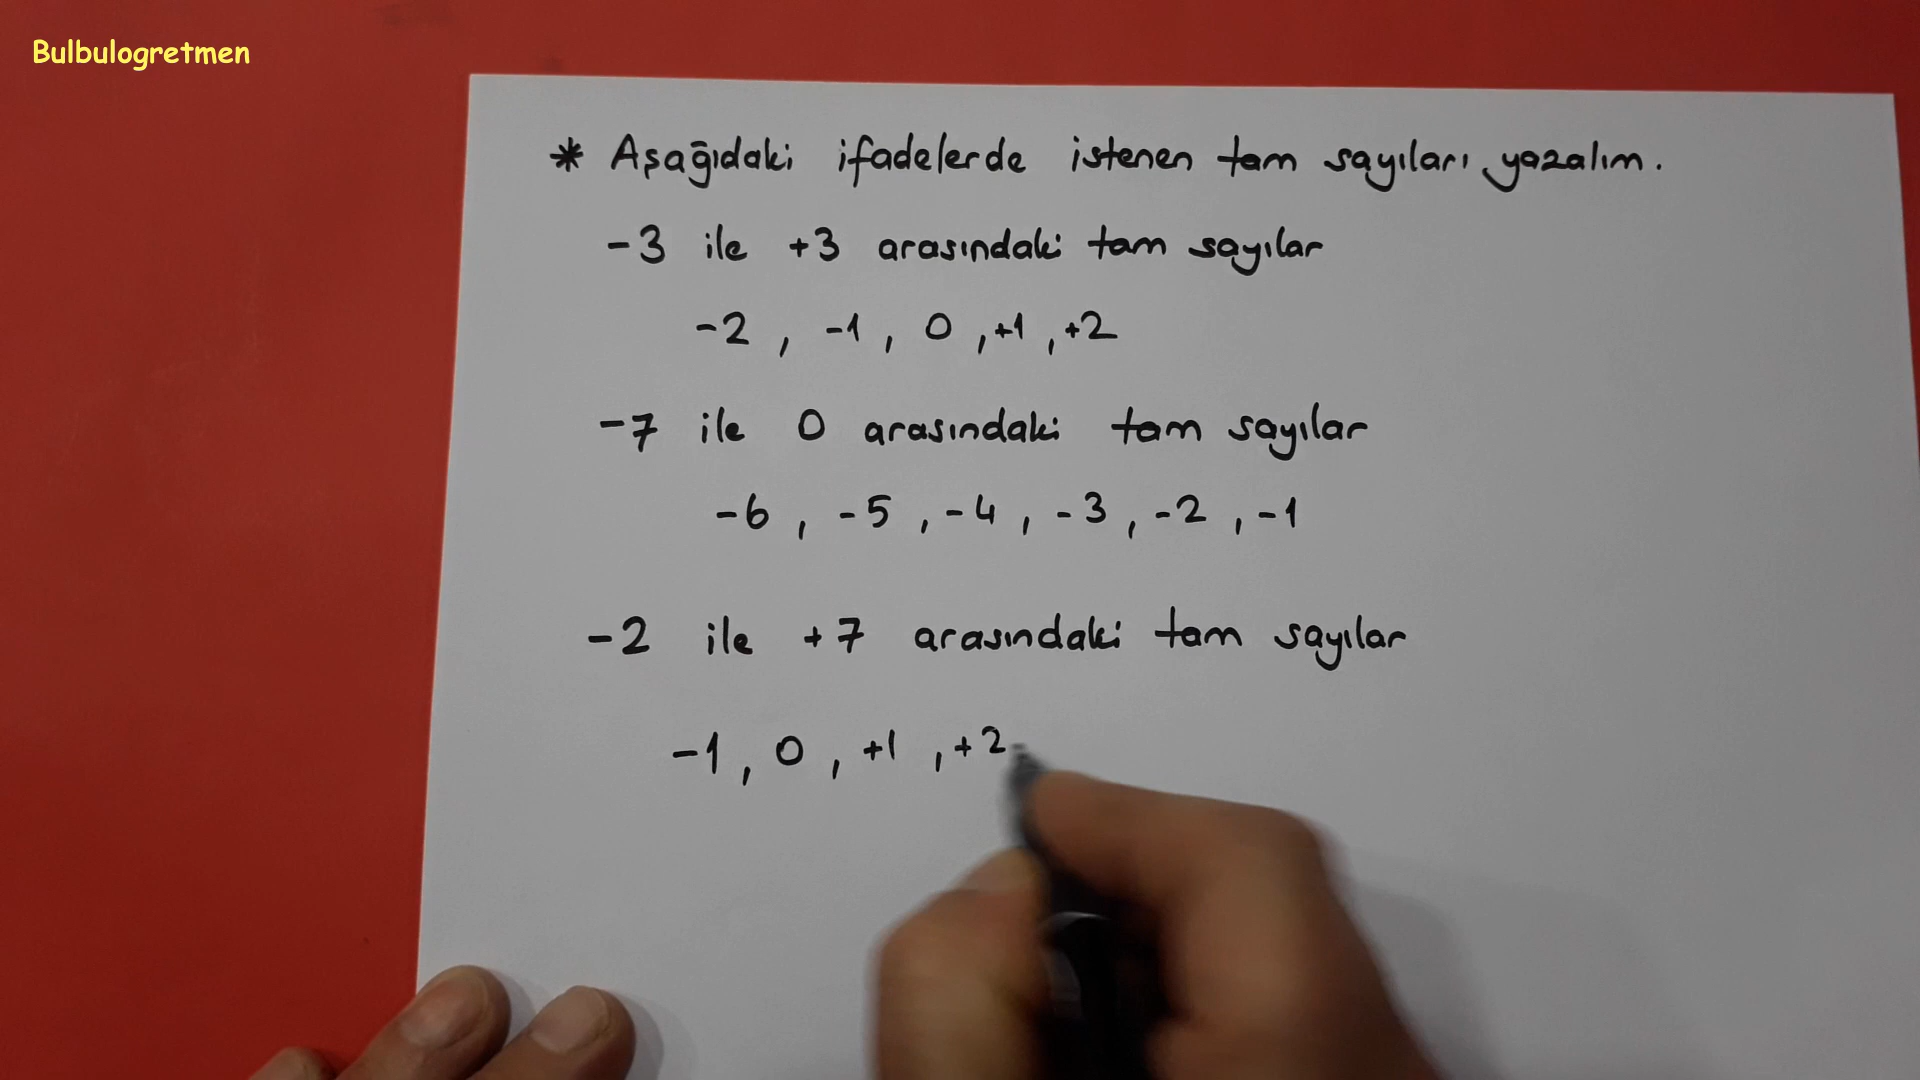 Bulbulogretmen
* Aşağıdaki ifadelerde istenen tam sayıları yazalım.
-3 ile +3 arasındaki tam sayılar
-2 , -1 , 0 , +1 , +2
-7 ile 0 arasındaki tam sayılar
-6 , -5 , -4 , -3 , -2 , -1
-2 ile +7 arasındaki tam sayılar
-1 , 0 , +1 , +2